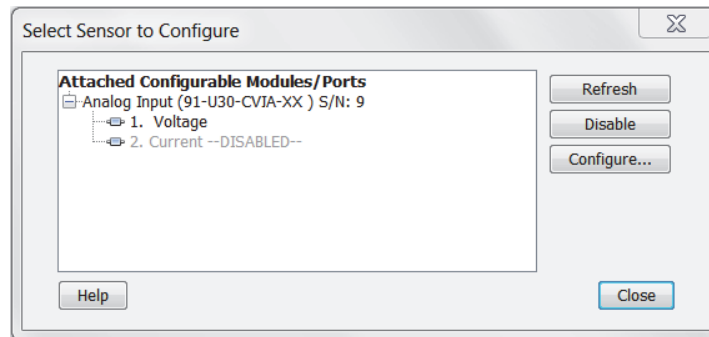 Select Sensor to Configure
Attached Configurable Modules/Ports
Analog Input (91-U30-CVIA-XX ) S/N: 9
1. Voltage
2. Current --DISABLED--
Refresh
Disable
Configure...
Help
Close